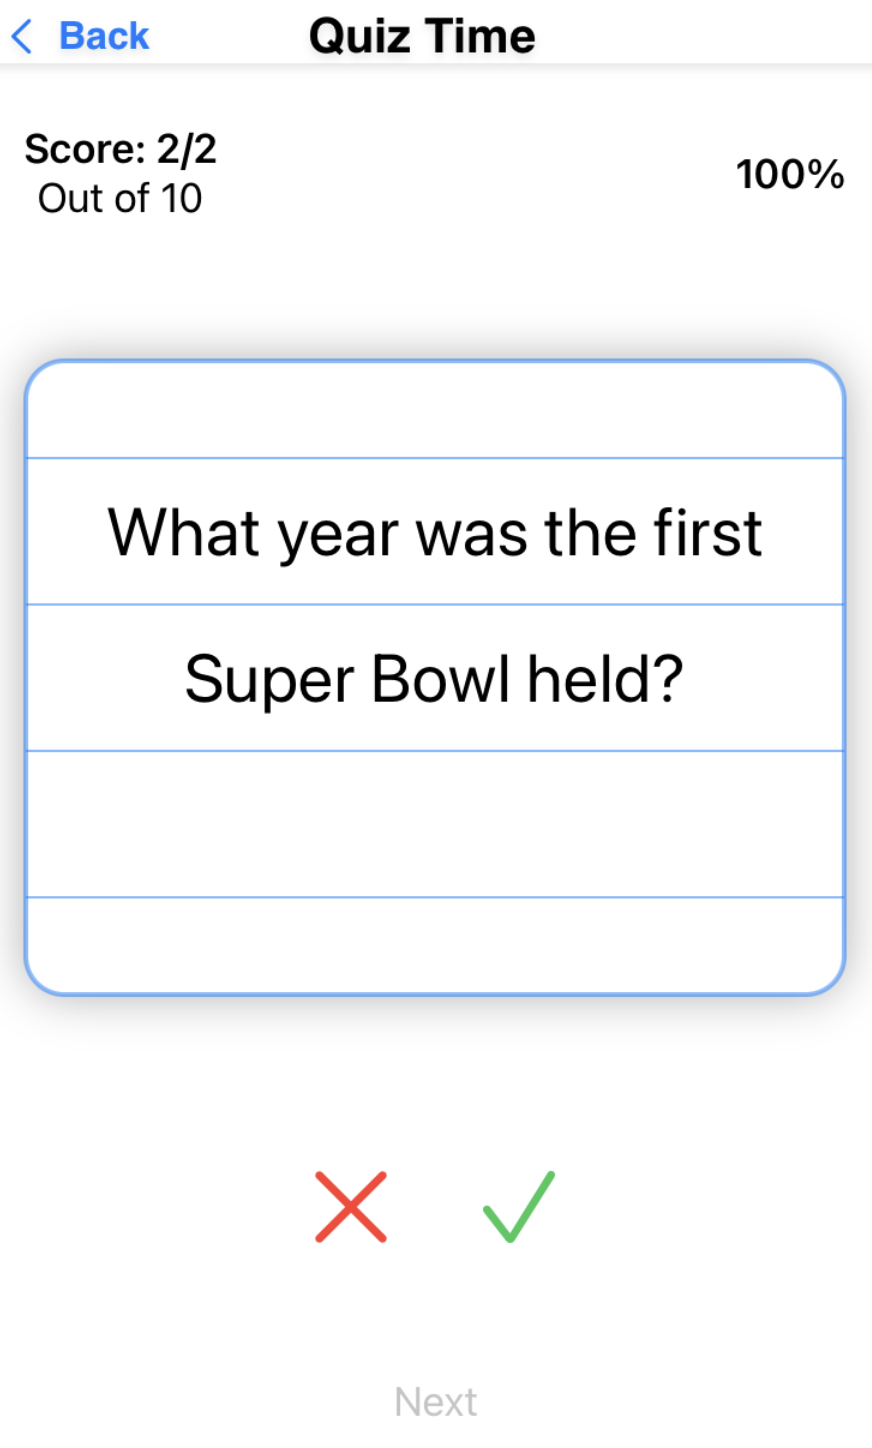 Back
Quiz Time
Score: 2/2
Out of 10
100%
What year was the first
Super Bowl held?
Next